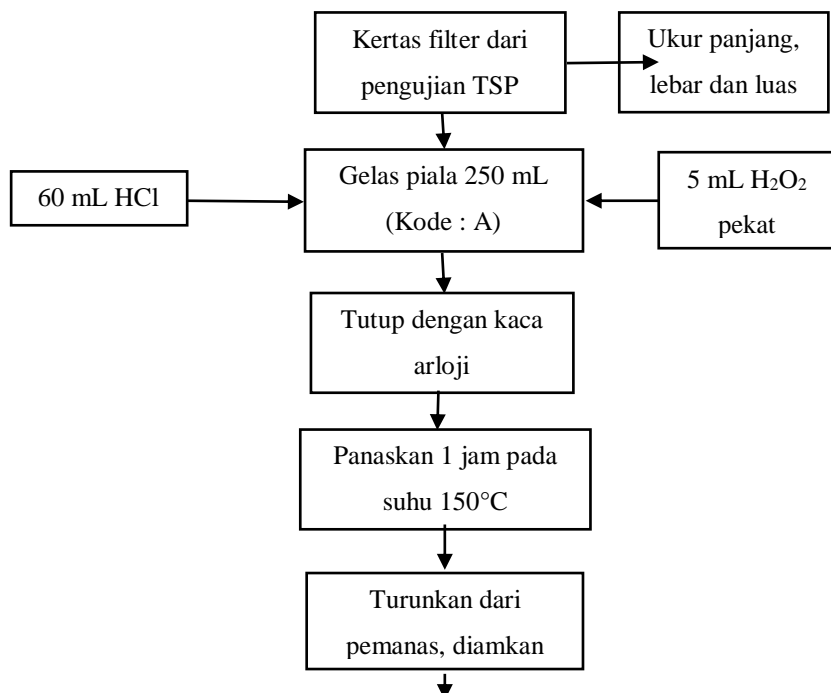 Kertas filter dari
pengujian TSP
Ukur panjang,
lebar dan luas
60 mL HCl
Gelas piala 250 mL
(Kode : A)
5 mL H₂O₂
pekat
Tutup dengan kaca
arloji
Panaskan 1 jam pada
suhu 150°C
Turunkan dari
pemanas, diamkan